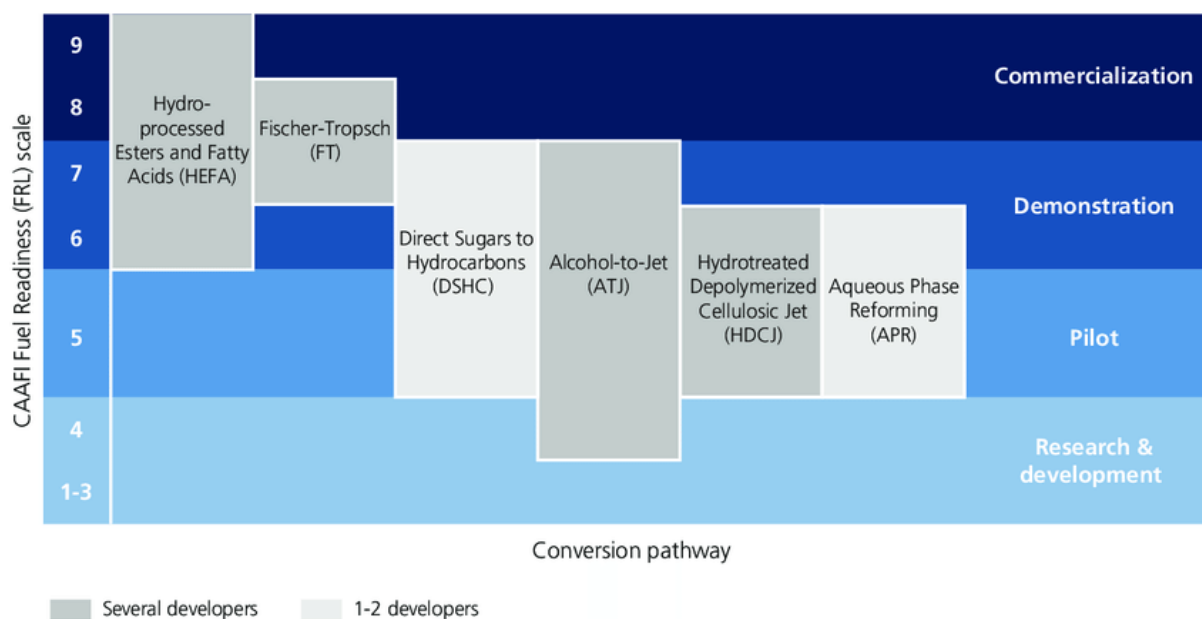 CAAFI Fuel Readiness (FRL) scale
9
8
7
6
5
4
1-3
Hydro-
processed
Esters and Fatty
Acids (HEFA)
Fischer-Tropsch
(FT)
Direct Sugars to
Hydrocarbons
(DSHC)
Alcohol-to-Jet
(ATJ)
Hydrotreated
Depolymerized
Cellulosic Jet
(HDCJ)
Aqueous Phase
Reforming
(APR)
Commercialization
Demonstration
Pilot
Research &
development
Conversion pathway
Several developers
1-2 developers